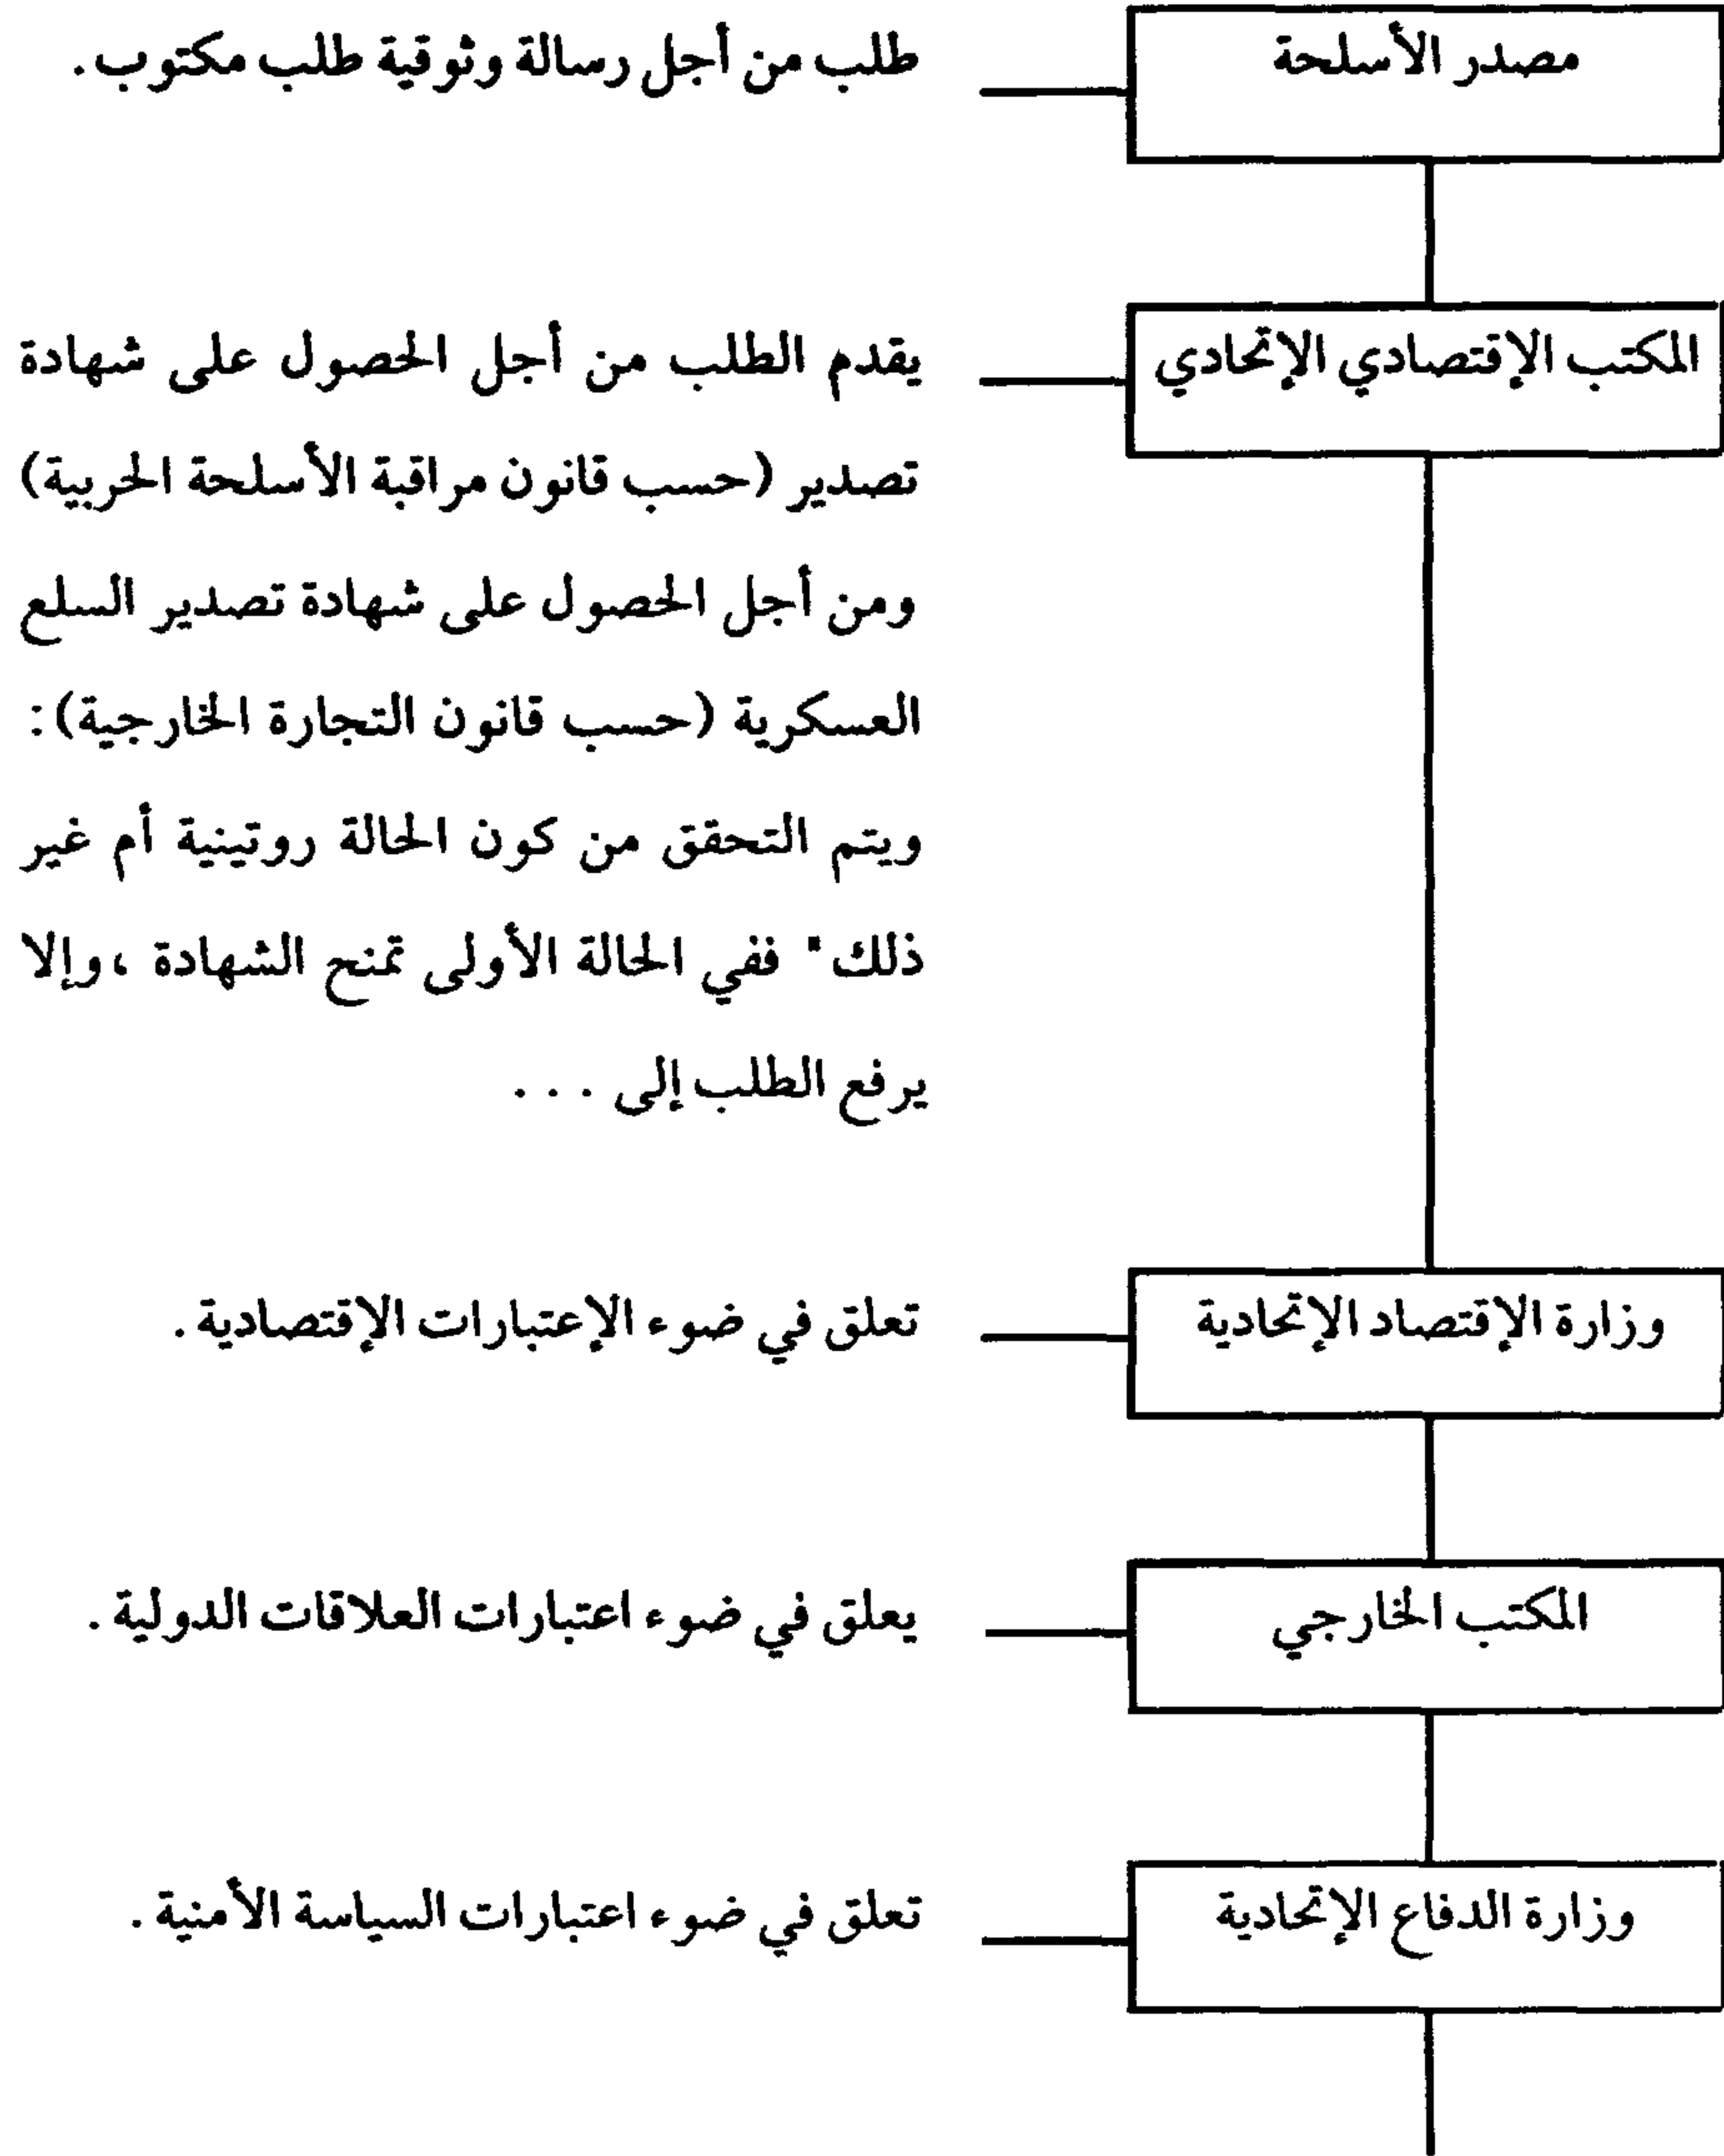 مصدر الأسلحة
طلب من أجل رسالة وثوقية طلب مكتوب.
المكتب الإقتصادي الإتحادي
يقدم الطلب من أجل الحصول على شهادة
تصدير (حسب قانون مراقبة الأسلحة الحربية)
ومن أجل الحصول على شهادة تصدير السلع
العسكرية (حسب قانون التجارة الخارجية):
ويتم التحقق من كون الحالة روتينية أم غير
ذلك" ففي الحالة الأولى تمنح الشهادة ، وإلا
يرفع الطلب إلى ...
وزارة الإقتصاد الإتحادية
تعلق في ضوء الإعتبارات الإقتصادية.
المكتب الخارجي
يعلق في ضوء اعتبارات العلاقات الدولية.
وزارة الدفاع الإتحادية
تعلق في ضوء اعتبارات السياسة الأمنية.